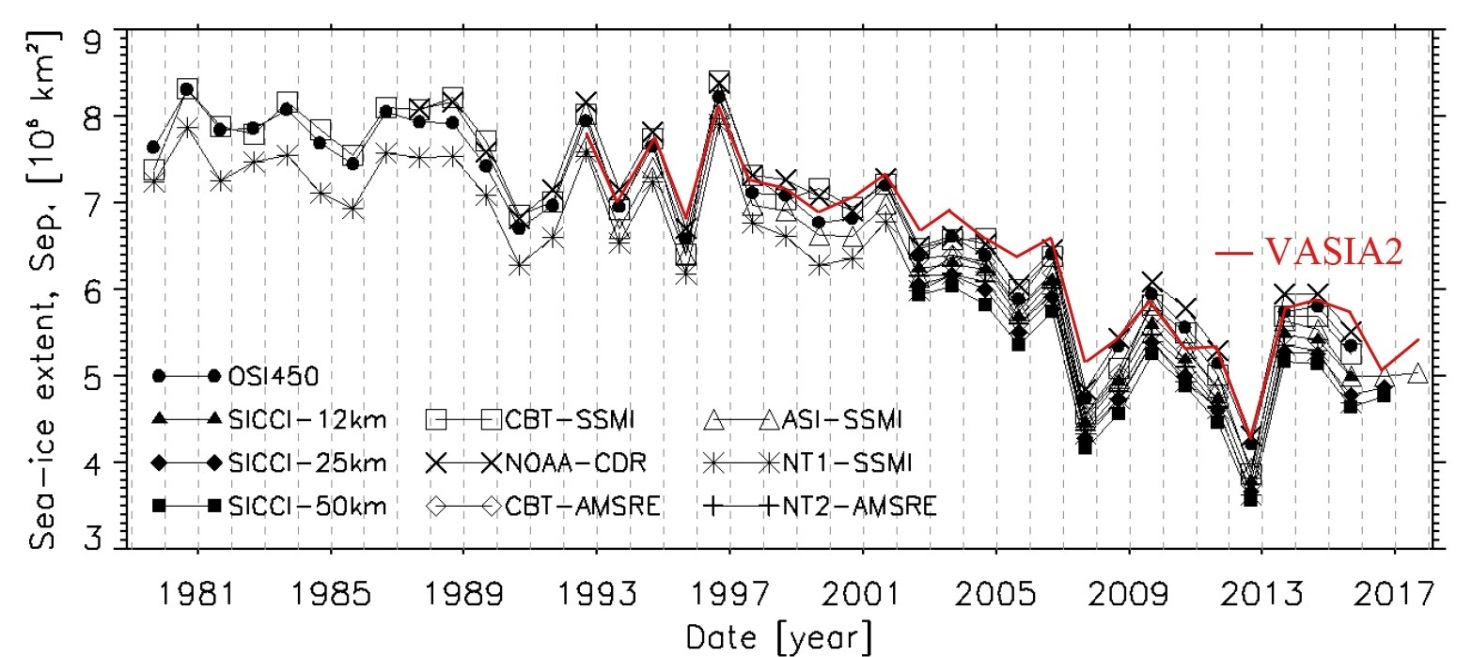 Sea-ice extent, Sep. [10⁶ km²]
9
8
7
6
5
4
3
VASIA2
OSI450
SICCI-12km
CBT-SSMI
ASI-SSMI
SICCI-25km
NOAA-CDR
NT1-SSMI
SICCI-50km
CBT-AMSRE
NT2-AMSRE
1981 1985 1989 1993 1997 2001 2005 2009 2013 2017
Date [year]